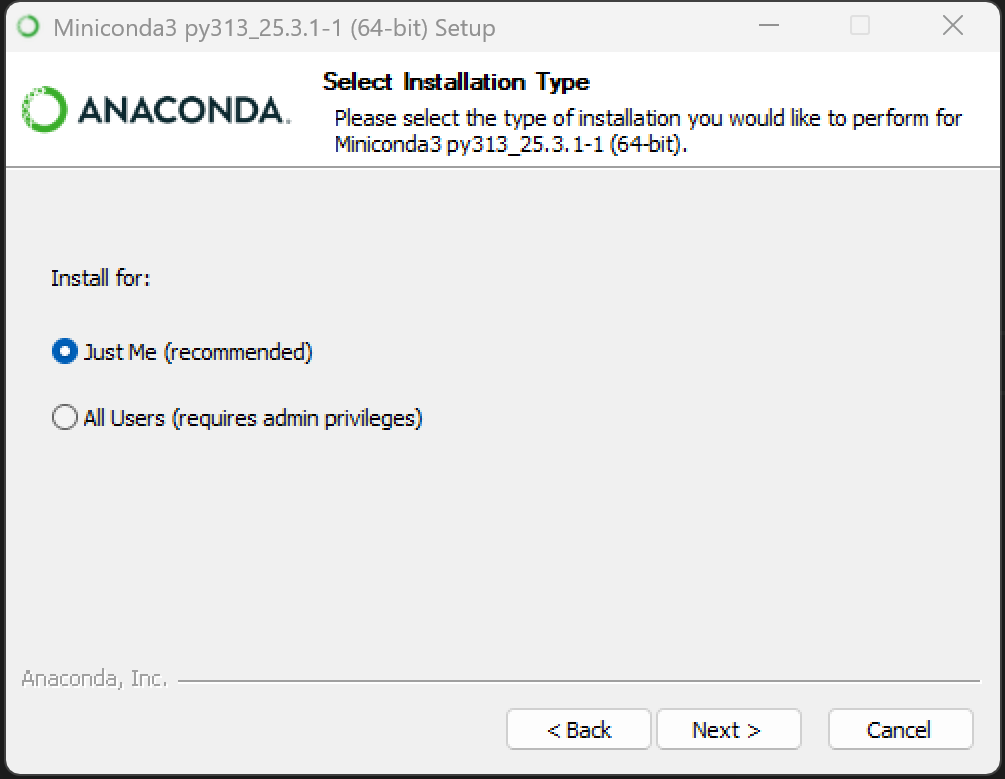 Miniconda3 py313_25.3.1-1 (64-bit) Setup
ANACONDA.
Select Installation Type
Please select the type of installation you would like to perform for
Miniconda3 py313_25.3.1-1 (64-bit).
Install for:
Just Me (recommended)
All Users (requires admin privileges)
Anaconda, Inc.
< Back
Next >
Cancel